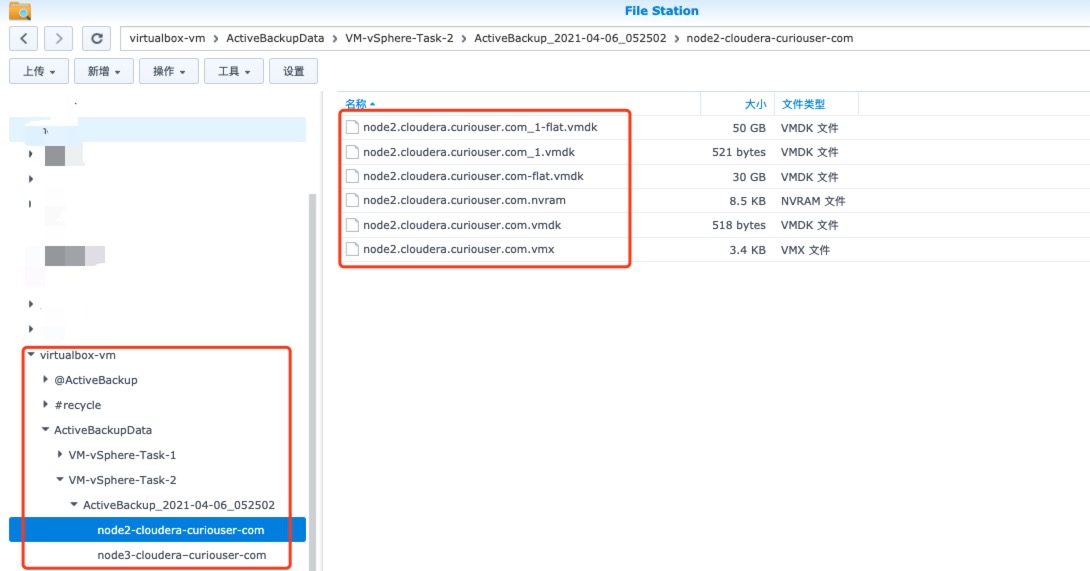 File Station
virtualbox-vm › ActiveBackupData › VM-vSphere-Task-2 › ActiveBackup_2021-04-06_052502 › node2-cloudera-curiouser-com
上传 新增 操作 工具 设置
名称 大小 文件类型
node2.cloudera.curiouser.com_1-flat.vmdk 50 GB VMDK 文件
node2.cloudera.curiouser.com_1.vmdk 521 bytes VMDK 文件
node2.cloudera.curiouser.com-flat.vmdk 30 GB VMDK 文件
node2.cloudera.curiouser.com.nvram 8.5 KB NVRAM 文件
node2.cloudera.curiouser.com.vmdk 518 bytes VMDK 文件
node2.cloudera.curiouser.com.vmx 3.4 KB VMX 文件
virtualbox-vm
@ActiveBackup
#recycle
ActiveBackupData
VM-vSphere-Task-1
VM-vSphere-Task-2
ActiveBackup_2021-04-06_052502
node2-cloudera-curiouser-com
node3-cloudera–curiouser-com